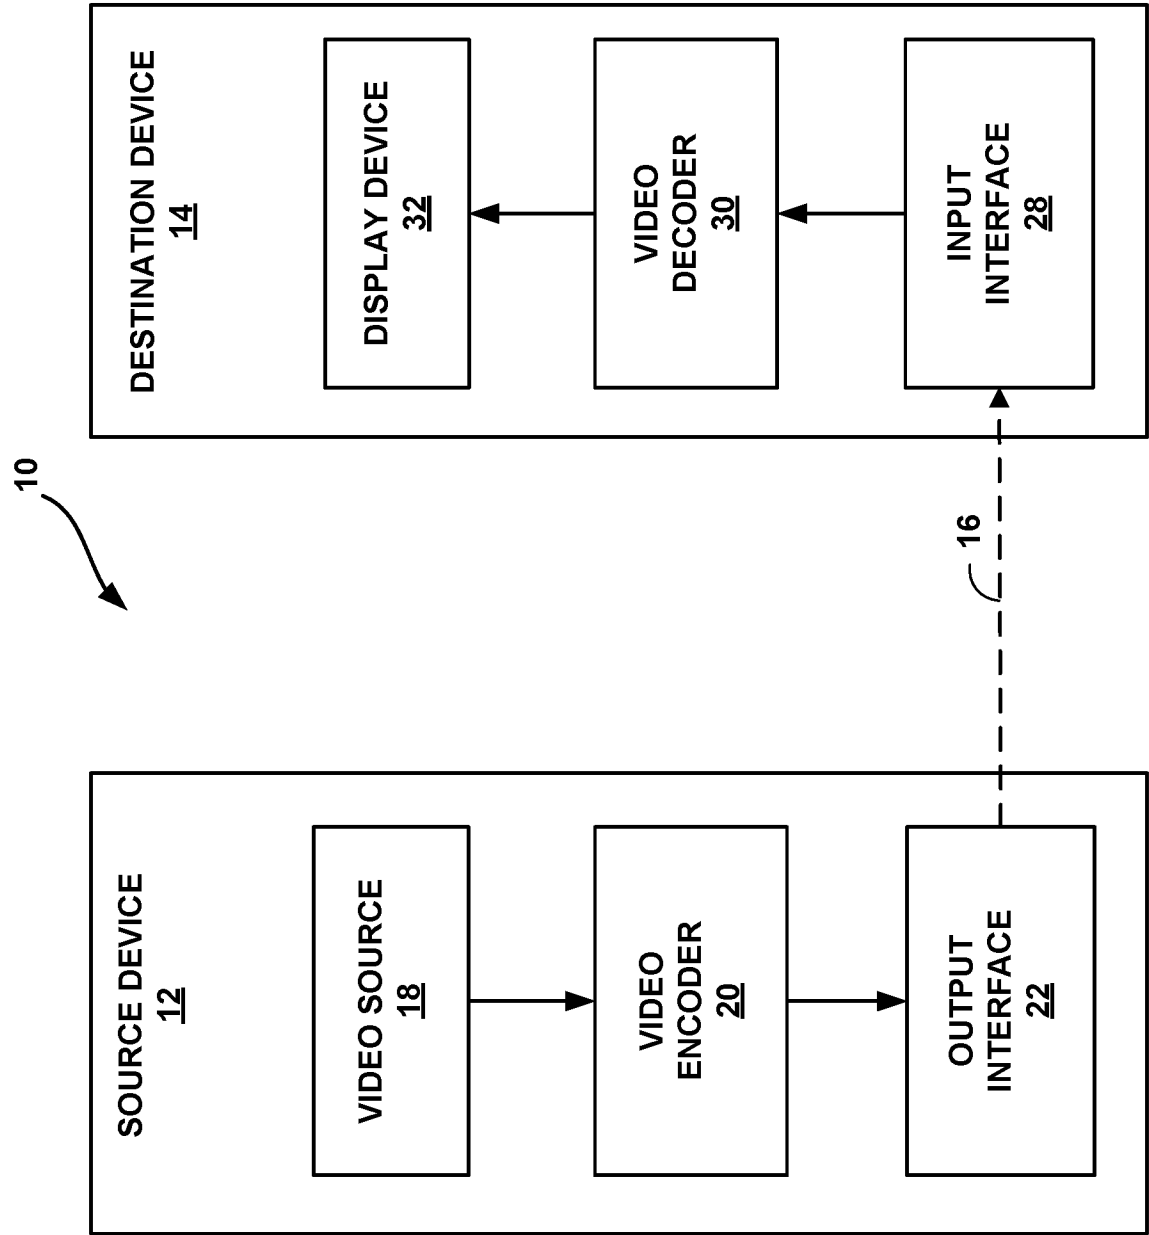 10
SOURCE DEVICE
12
VIDEO SOURCE
18
VIDEO
ENCODER
20
OUTPUT
INTERFACE
22
16
DESTINATION DEVICE
14
DISPLAY DEVICE
32
VIDEO
DECODER
30
INPUT
INTERFACE
28